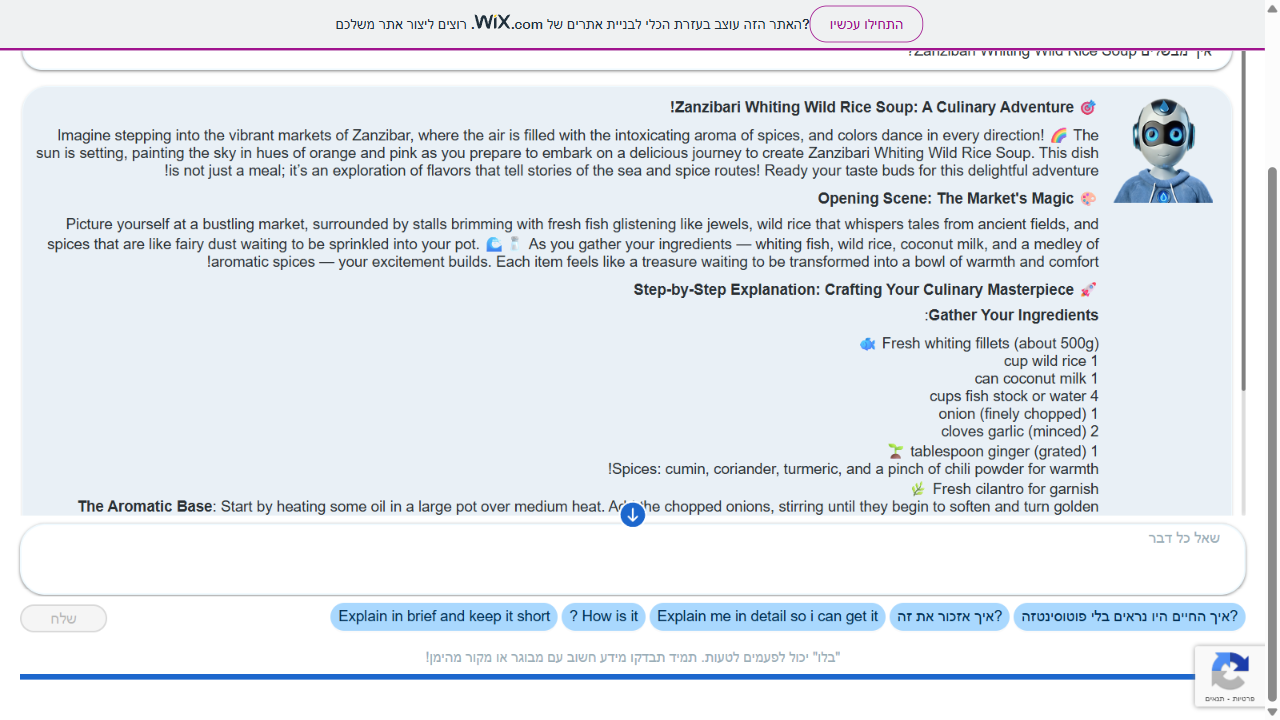 האתר הזה עוצב בעזרת הכלי לבניית אתרים של WiX.com. רוצים ליצור אתר משלכם?
התחילו עכשיו
איך מבשלים Zanzibari Whiting Wild Rice Soup?
🎯 Zanzibari Whiting Wild Rice Soup: A Culinary Adventure!
Imagine stepping into the vibrant markets of Zanzibar, where the air is filled with the intoxicating aroma of spices, and colors dance in every direction! 🌈 The
sun is setting, painting the sky in hues of orange and pink as you prepare to embark on a delicious journey to create Zanzibari Whiting Wild Rice Soup. This dish
is not just a meal; it's an exploration of flavors that tell stories of the sea and spice routes! Ready your taste buds for this delightful adventure!
🎨 Opening Scene: The Market's Magic
Picture yourself at a bustling market, surrounded by stalls brimming with fresh fish glistening like jewels, wild rice that whispers tales from ancient fields, and
spices that are like fairy dust waiting to be sprinkled into your pot. 🌊 As you gather your ingredients — whiting fish, wild rice, coconut milk, and a medley of
aromatic spices — your excitement builds. Each item feels like a treasure waiting to be transformed into a bowl of warmth and comfort!
🚀 Step-by-Step Explanation: Crafting Your Culinary Masterpiece
Gather Your Ingredients:
Fresh whiting fillets (about 500g) 🐟
1 cup wild rice
1 can coconut milk
4 cups fish stock or water
1 onion (finely chopped)
2 cloves garlic (minced)
1 tablespoon ginger (grated) 🌱
Spices: cumin, coriander, turmeric, and a pinch of chili powder for warmth!
Fresh cilantro for garnish 🌿
The Aromatic Base: Start by heating some oil in a large pot over medium heat. the chopped onions, stirring until they begin to soften and turn golden
שאל כל דבר
איך החיים היו נראים בלי פוטוסינטזה?
איך אזכור את זה?
Explain me in detail so i can get it
How is it ?
Explain in brief and keep it short
שלח
"בלו" יכול לפעמים לטעות. תמיד תבדקו מידע חשוב עם מבוגר או מקור מהימן!
פרטיות - תנאים